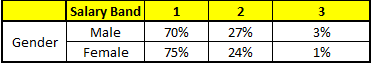 Salary Band 1 2 3
Gender Male 70% 27% 3%
Female 75% 24% 1%